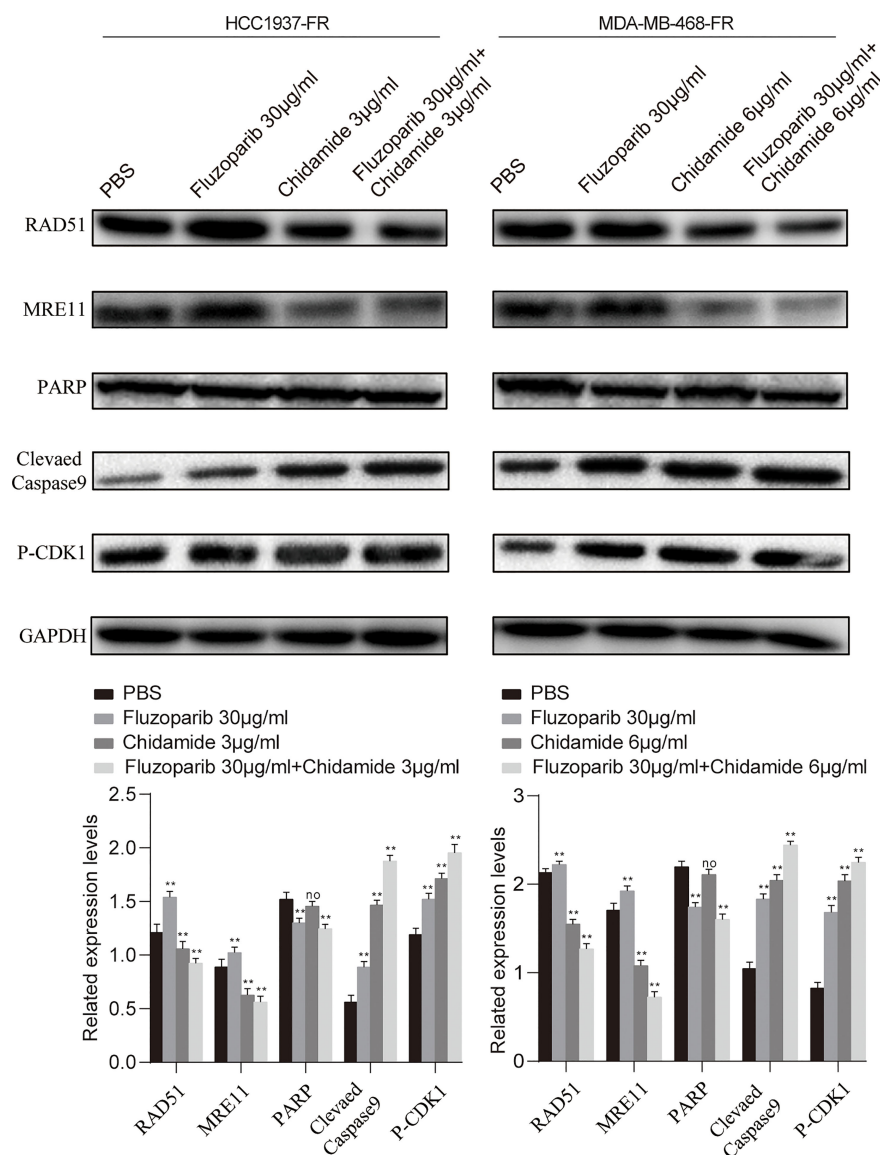 HCC1937-FR
MDA-MB-468-FR
PBS
Fluzoparib 30μg/ml
Chidamide 3μg/ml
Fluzoparib 30μg/ml+
Chidamide 3μg/ml
PBS
Fluzoparib 30μg/ml
Chidamide 6μg/ml
Fluzoparib 30μg/ml+
Chidamide 6μg/ml
RAD51
MRE11
PARP
Clevaed
Caspase9
P-CDK1
GAPDH
PBS
Fluzoparib 30μg/ml
Chidamide 3μg/ml
Fluzoparib 30μg/ml+Chidamide 3μg/ml
Related expression levels
2.5
2.0
1.5
1.0
0.5
0.0
** ** **
** ** **
** no **
** ** **
** ** **
RAD51
MRE11
PARP
Clevaed
Caspase9
P-CDK1
PBS
Fluzoparib 30μg/ml
Chidamide 6μg/ml
Fluzoparib 30μg/ml+Chidamide 6μg/ml
Related expression levels
3
2
1
0
** ** **
** ** **
** no **
** ** **
** ** **
RAD51
MRE11
PARP
Clevaed
Caspase9
P-CDK1